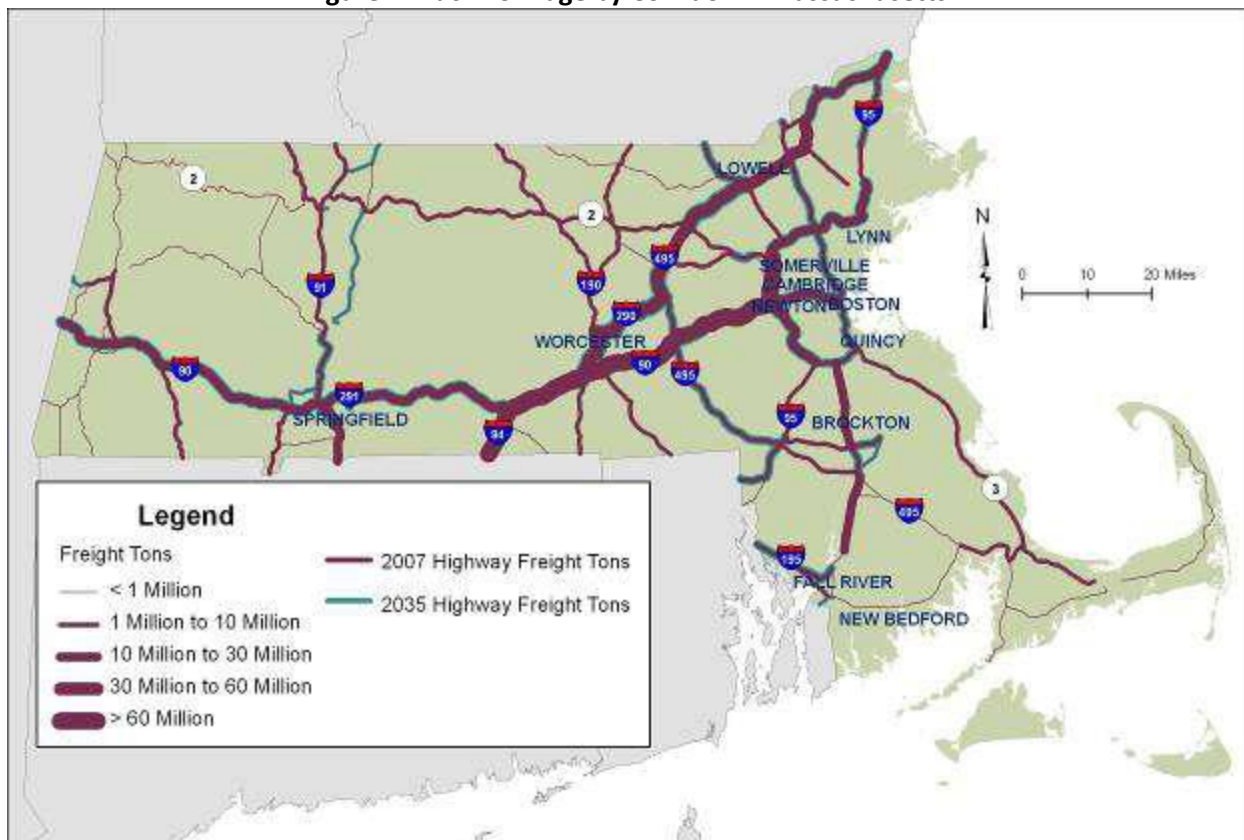 2
95
LOWELL
2
N
LYNN
495
SOMERVILLE
0 10 20 Miles
91
190
CAMBRIDGE
NEWTON BOSTON
290
WORCESTER
QUINCY
90
90
495
291
SPRINGFIELD
95
BROCKTON
3
495
195
FALL RIVER
NEW BEDFORD
Legend
Freight Tons
< 1 Million
1 Million to 10 Million
10 Million to 30 Million
30 Million to 60 Million
> 60 Million
2007 Highway Freight Tons
2035 Highway Freight Tons